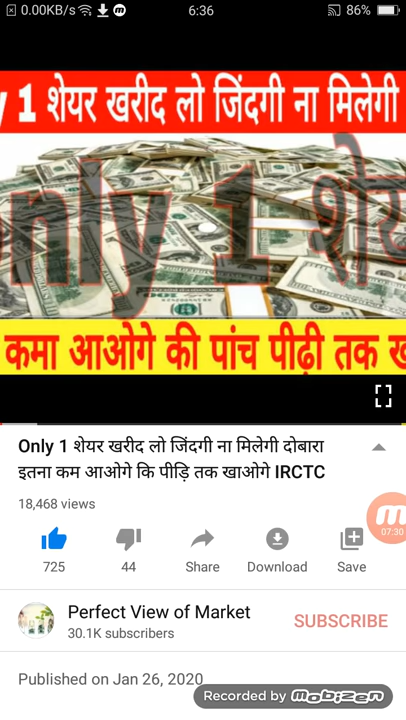 0.00KB/s 6:36 86%
1 शेयर खरीद लो जिंदगी ना मिलेगी
only 1
कमा आओगे की पांच पीढ़ी तक
Only 1 शेयर खरीद लो जिंदगी ना मिलेगी दोबारा
इतना कम आओगे कि पीड़ि तक खाओगे IRCTC
18,468 views
07:30
725 44 Share Download Save
Perfect View of Market
30.1K subscribers
SUBSCRIBE
Published on Jan 26, 2020
Recorded by mobizen